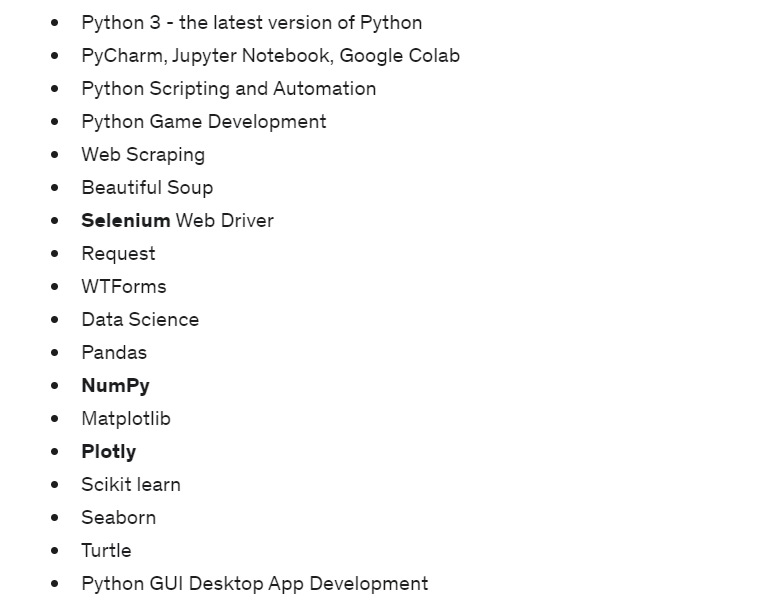 Python 3 - the latest version of Python
PyCharm, Jupyter Notebook, Google Colab
Python Scripting and Automation
Python Game Development
Web Scraping
Beautiful Soup
Selenium Web Driver
Request
WTForms
Data Science
Pandas
NumPy
Matplotlib
Plotly
Scikit learn
Seaborn
Turtle
Python GUI Desktop App Development